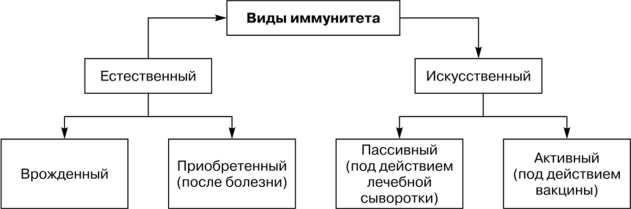 Виды иммунитета
Естественный
Искусственный
Врожденный
Приобретенный
(после болезни)
Пассивный
(под действием
лечебной
сыворотки)
Активный
(под действием
вакцины)